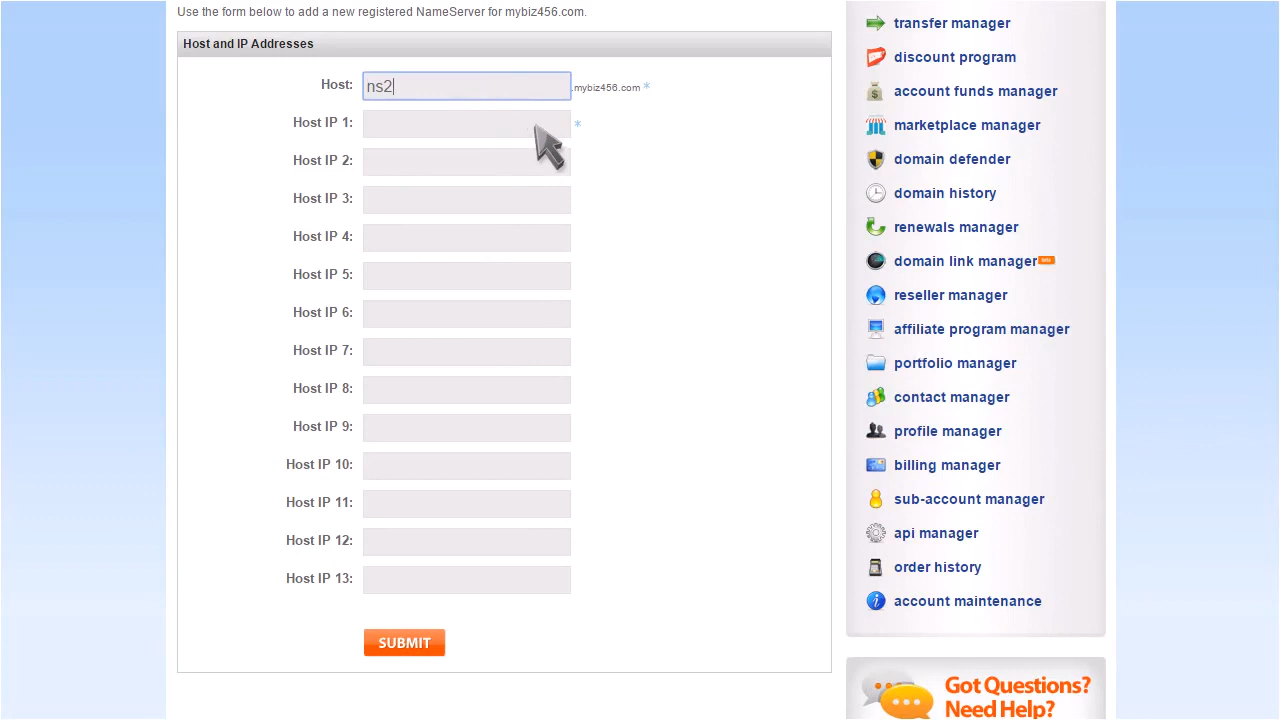 Use the form below to add a new registered NameServer for mybiz456.com.
Host and IP Addresses
Host: ns2 .mybiz456.com *
Host IP 1: *
Host IP 2:
Host IP 3:
Host IP 4:
Host IP 5:
Host IP 6:
Host IP 7:
Host IP 8:
Host IP 9:
Host IP 10:
Host IP 11:
Host IP 12:
Host IP 13:
SUBMIT
transfer manager
discount program
account funds manager
marketplace manager
domain defender
domain history
renewals manager
domain link manager beta
reseller manager
affiliate program manager
portfolio manager
contact manager
profile manager
billing manager
sub-account manager
api manager
order history
account maintenance
Got Questions?
Need Help?